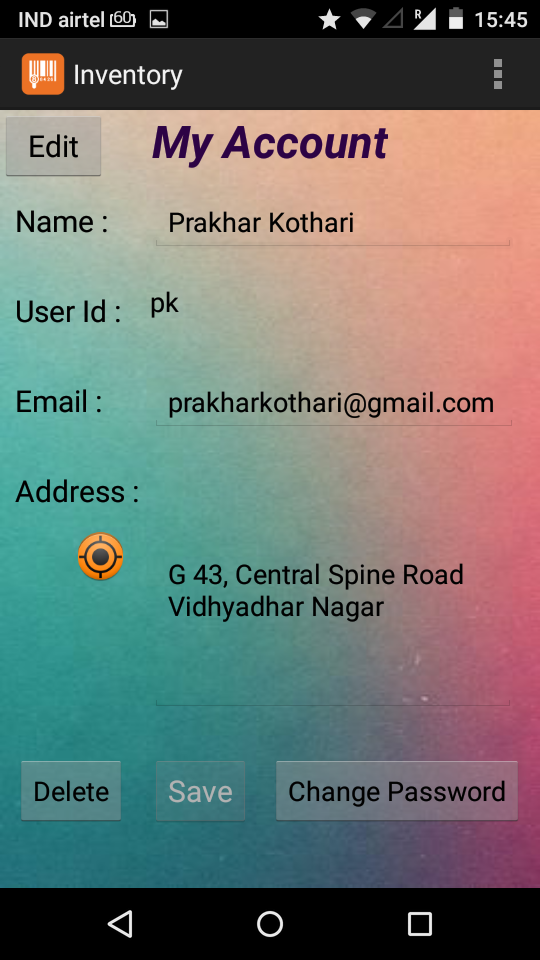 IND airtel 60 R 15:45
Inventory
Edit My Account
Name : Prakhar Kothari
User Id : pk
Email : prakharkothari@gmail.com
Address :
G 43, Central Spine Road
Vidhyadhar Nagar
Delete Save Change Password